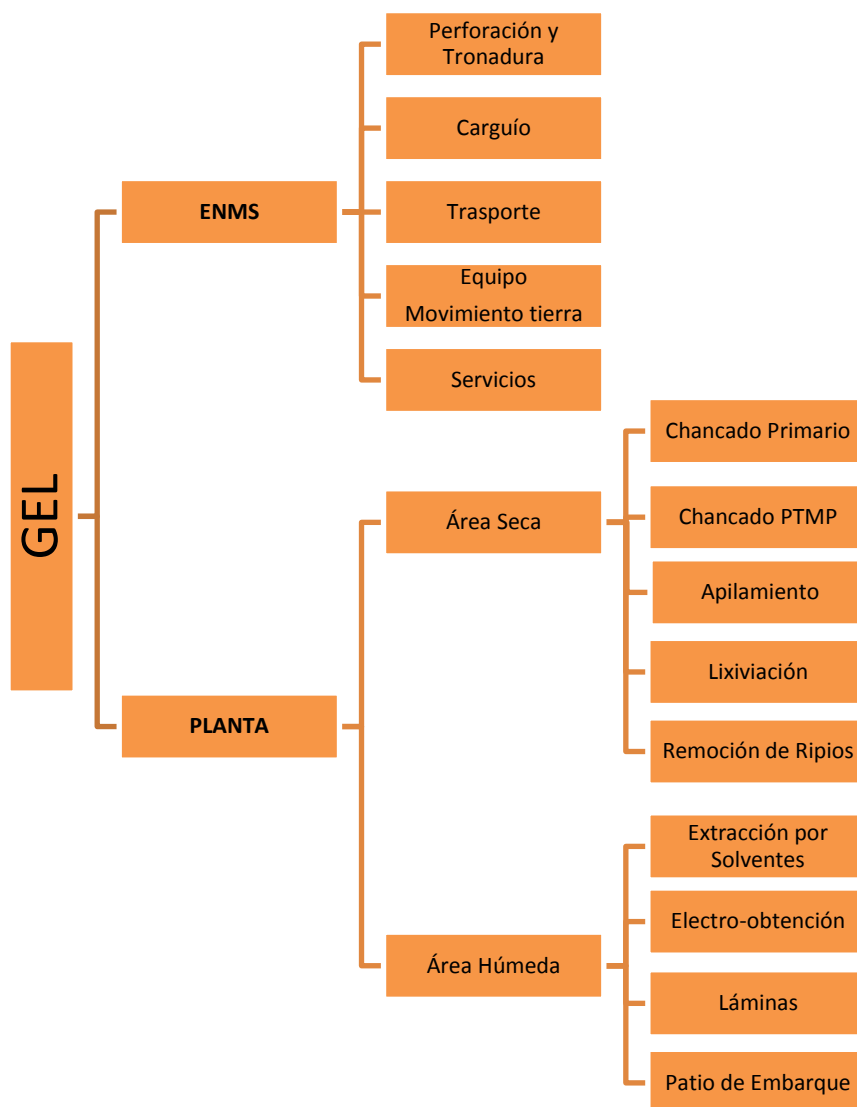 GEL
ENMS
Perforación y
Tronadura
Carguío
Trasporte
Equipo
Movimiento tierra
Servicios
PLANTA
Área Seca
Chancado Primario
Chancado PTMP
Apilamiento
Lixiviación
Remoción de Ripios
Área Húmeda
Extracción por
Solventes
Electro-obtención
Láminas
Patio de Embarque